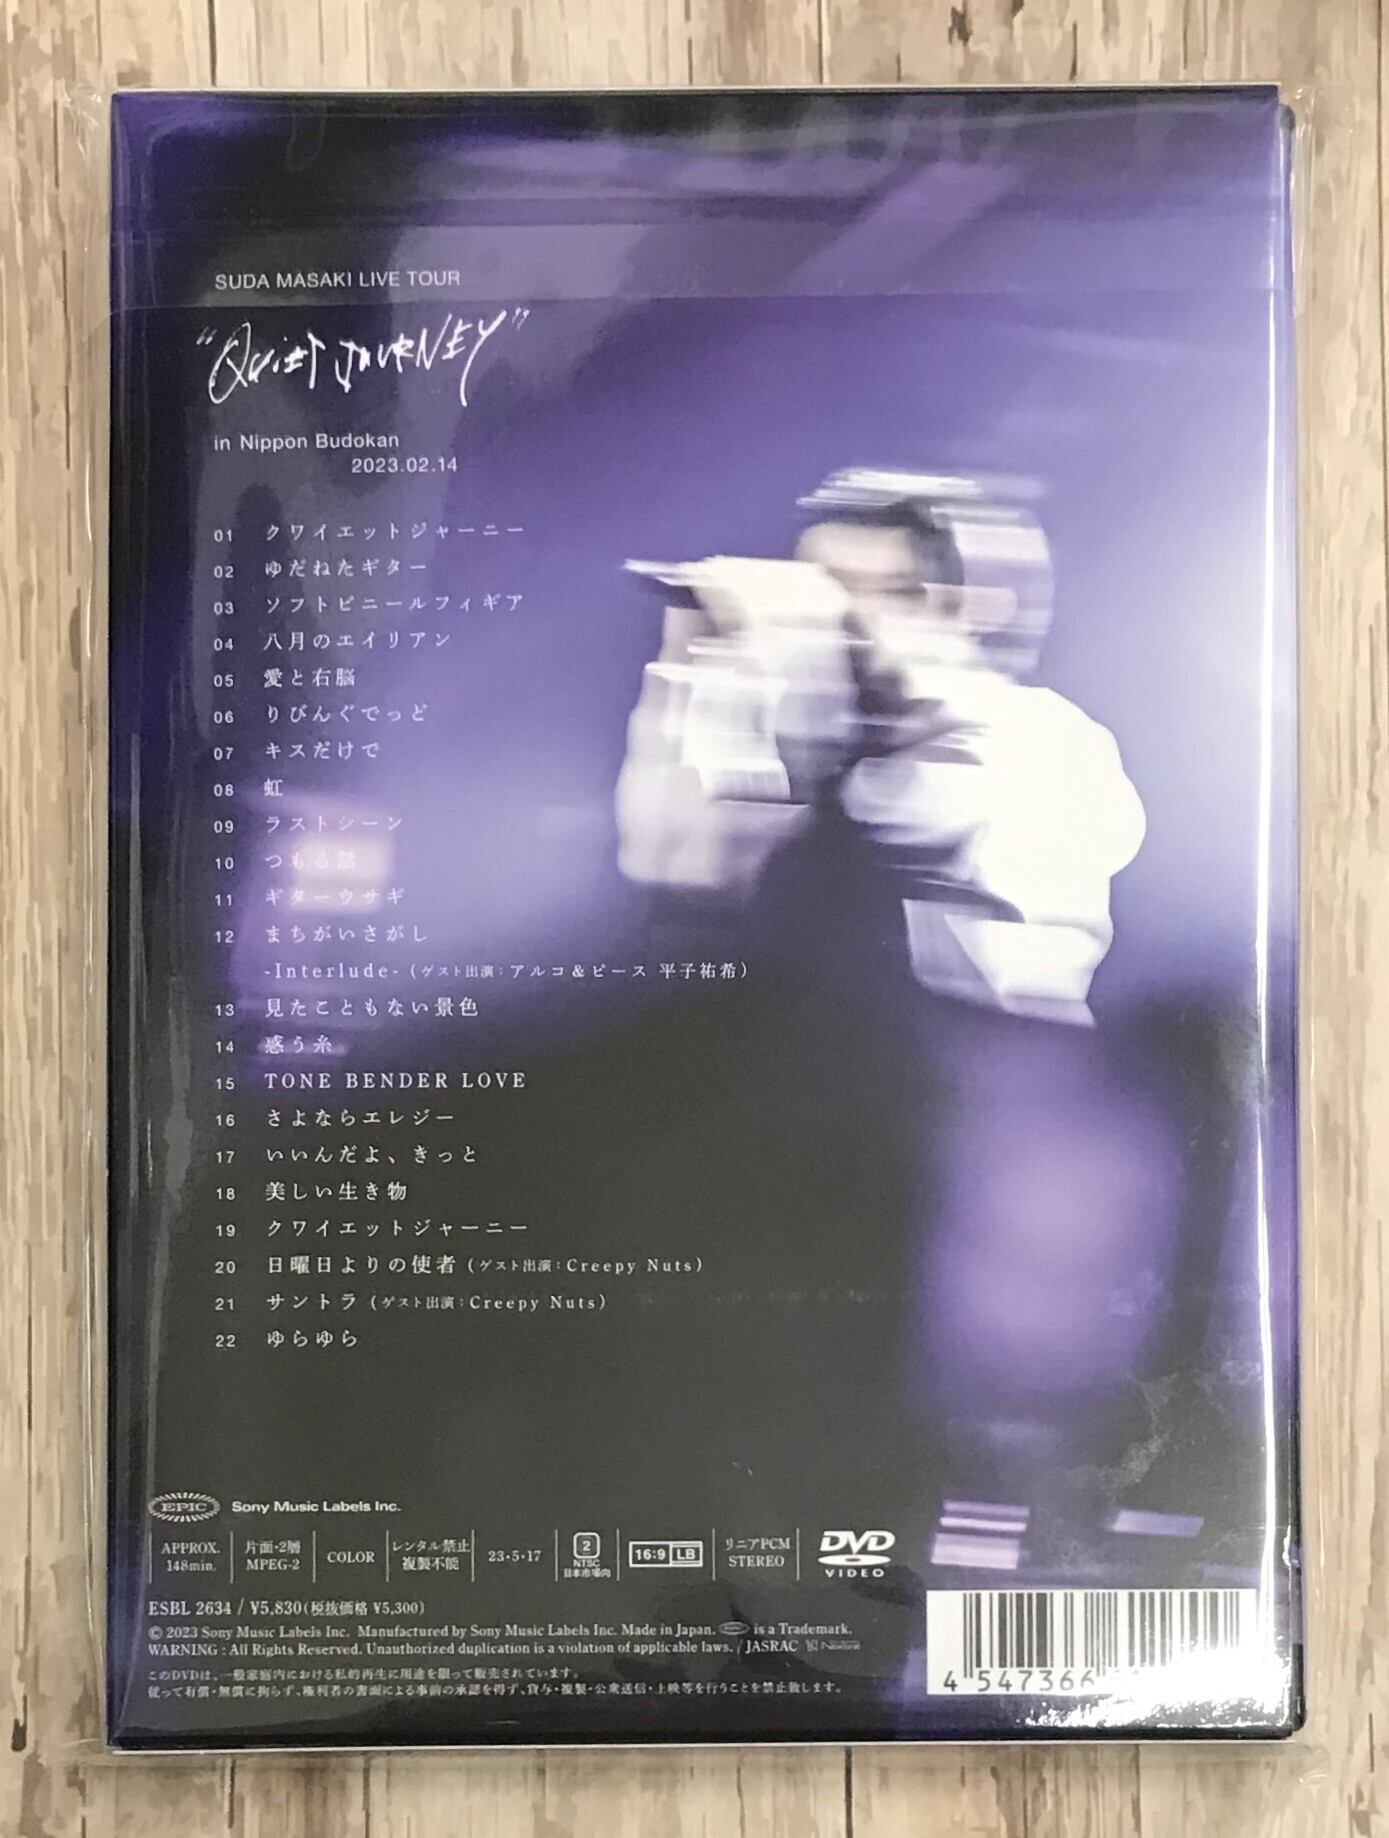 SUDA MASAKI LIVE TOUR
"QUIET JOURNEY"
in Nippon Budokan
2023.02.14
01 クワイエットジャーニー
02 ゆだねたギター
03 ソフトビニールフィギア
04 八月のエイリアン
05 愛と右脳
06 りびんぐでっど
07 キスだけで
08 虹
09 ラストシーン
10 つもる話
11 ギターウサギ
12 まちがいさがし
-Interlude-（ゲスト出演：アルコ＆ピース 平子祐希）
13 見たこともない景色
14 惑う糸
15 TONE BENDER LOVE
16 さよならエレジー
17 いいんだよ、きっと
18 美しい生き物
19 クワイエットジャーニー
20 日曜日よりの使者（ゲスト出演：Creepy Nuts）
21 サントラ（ゲスト出演：Creepy Nuts）
22 ゆらゆら
EPIC Sony Music Labels Inc.
APPROX. 148min.
片面・2層 MPEG-2
COLOR
レンタル禁止 複製不能
23・5・17
2 NTSC 日本市場向
16:9 LB
リニアPCM STEREO
DVD VIDEO
ESBL 2634 / ¥5,830(税抜価格 ¥5,300)
© 2023 Sony Music Labels Inc. Manufactured by Sony Music Labels Inc. Made in Japan. EPIC is a Trademark.
WARNING : All Rights Reserved. Unauthorized duplication is a violation of applicable laws. / JASRAC
このDVDは、一般家庭内における私的再生に用途を限って販売されています。
従って有償・無償に拘らず、権利者の書面による事前の承認を得ず、貸与・複製・公衆送信・上映等を行うことを禁止致します。
4 547366